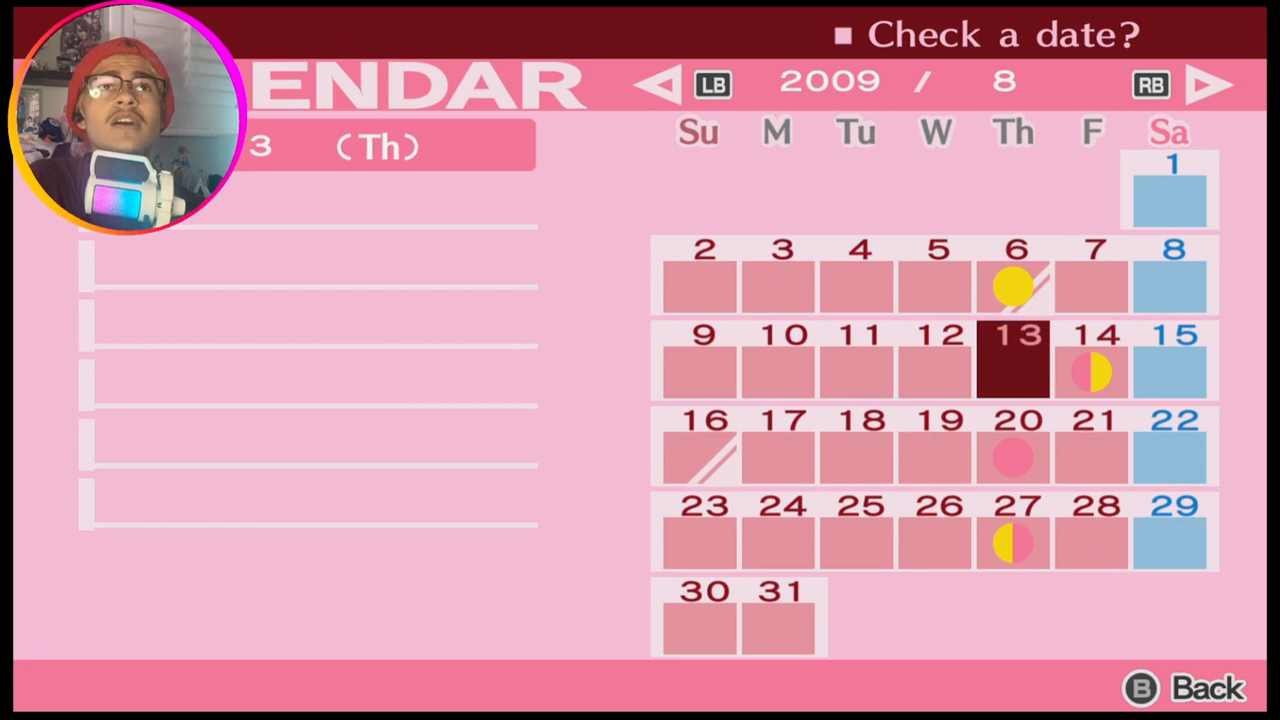 ■ Check a date?
ENDAR
LB 2009 / 8 RB
3 (Th)
Su M Tu W Th F Sa
1
2 3 4 5 6 7 8
9 10 11 12 13 14 15
16 17 18 19 20 21 22
23 24 25 26 27 28 29
30 31
B Back